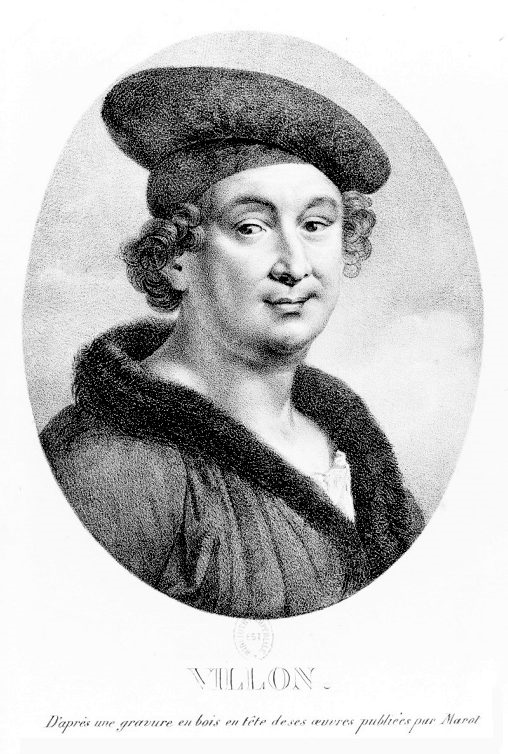 VILLON.
D'après une gravure en bois en tête de ses œuvres publiées par Marot